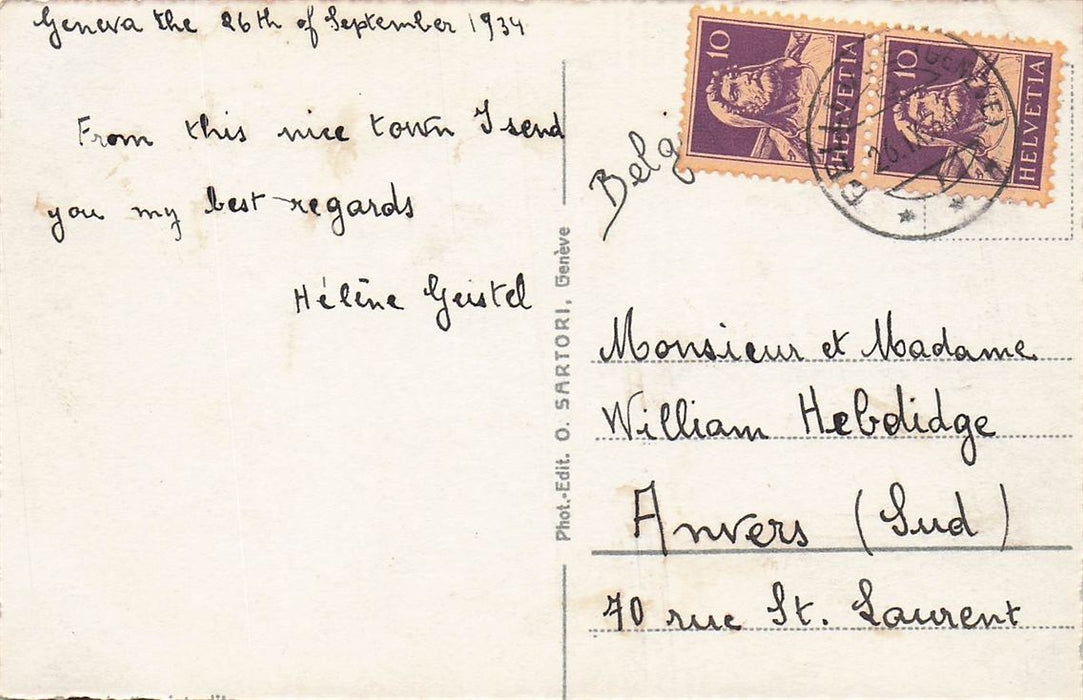 Geneva the 26th of September 1934
From this nice town I send
you my best regards
Hélène Geistel
Phot.-Edit. O. SARTORI, Genève
10
HELVETIA
10
HELVETIA
(GENÈVE)
Belg
Monsieur et Madame
William Hebdidge
Anvers (Sud)
70 rue St. Laurent